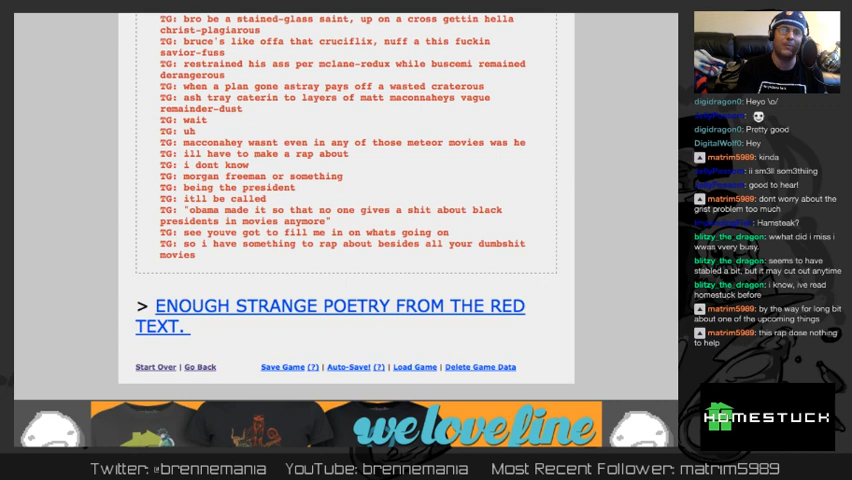 TG: bro be a stained-glass saint, up on a cross gettin hella
christ-plagiarous
TG: bruce's like offa that cruciflix, nuff a this fuckin
savior-fuss
TG: restrained his ass per mclane-redux while buscemi remained
derangerous
TG: when a plan gone astray pays off a wasted craterous
TG: ash tray caterin to layers of matt maconnaheys vague
remainder-dust
TG: wait
TG: uh
TG: macconahey wasnt even in any of those meteor movies was he
TG: ill have to make a rap about
TG: i dont know
TG: morgan freeman or something
TG: being the president
TG: itll be called
TG: "obama made it so that no one gives a shit about black
presidents in movies anymore"
TG: see youve got to fill me in on whats going on
TG: so i have something to rap about besides all your dumbshit
movies
> ENOUGH STRANGE POETRY FROM THE RED
TEXT.
Start Over | Go Back
Save Game (?) | Auto-Save! (?) | Load Game | Delete Game Data
welovefine
digidragon0: Heyo \o/
digidragon0: Pretty good
DigitalWolf0: Hey
matrim5989: kinda
: ii sm3ll som3thiing
: good to hear!
matrim5989: dont worry about the
grist problem too much
: Hamsteak?
blitzy_the_dragon: wwhat did i miss i
wwas vvery busy.
blitzy_the_dragon: seems to have
stabled a bit, but it may cut out anytime
blitzy_the_dragon: i know, ive read
homestuck before
matrim5989: by the way for long bit
about one of the upcoming things
matrim5989: this rap dose nothing
to help
HOMESTUCK
Twitter: @brennemania YouTube: brennemania Most Recent Follower: matrim5989